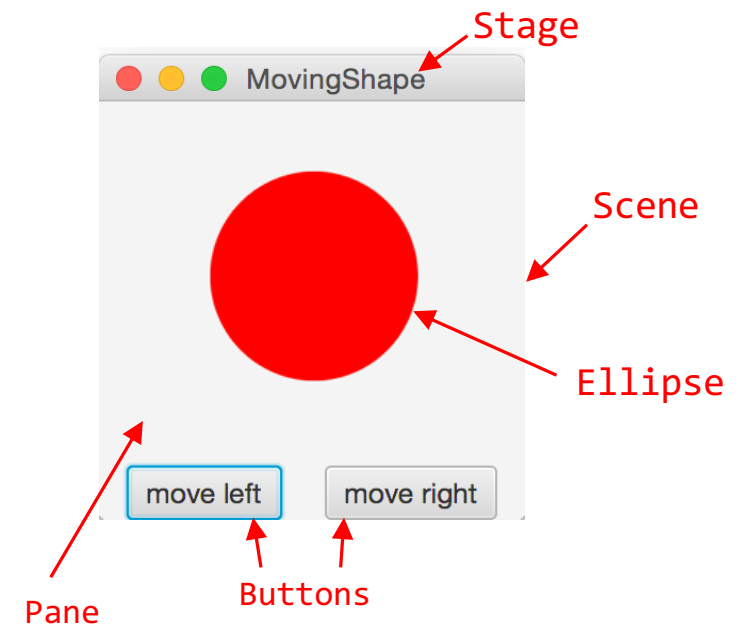 Stage
MovingShape
Scene
Ellipse
move left
move right
Buttons
Pane